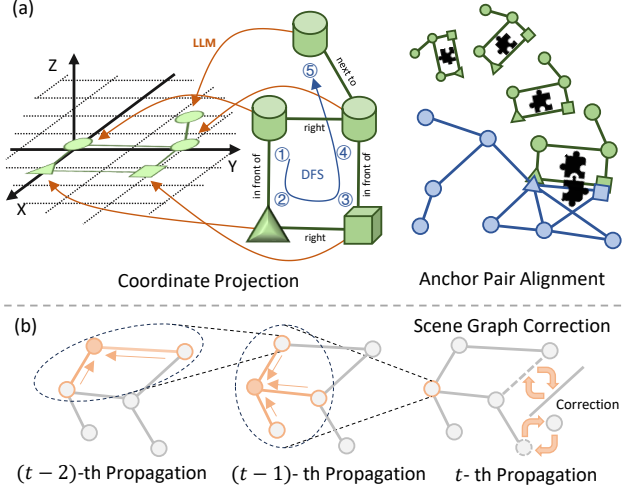 (a)
LLM
Z
Y
X
⑤
next to
right
①
④
in front of
DFS
in front of
②
③
right
Coordinate Projection
Anchor Pair Alignment
(b)
Scene Graph Correction
Correction
(t − 2)-th Propagation
(t − 1)- th Propagation
t- th Propagation